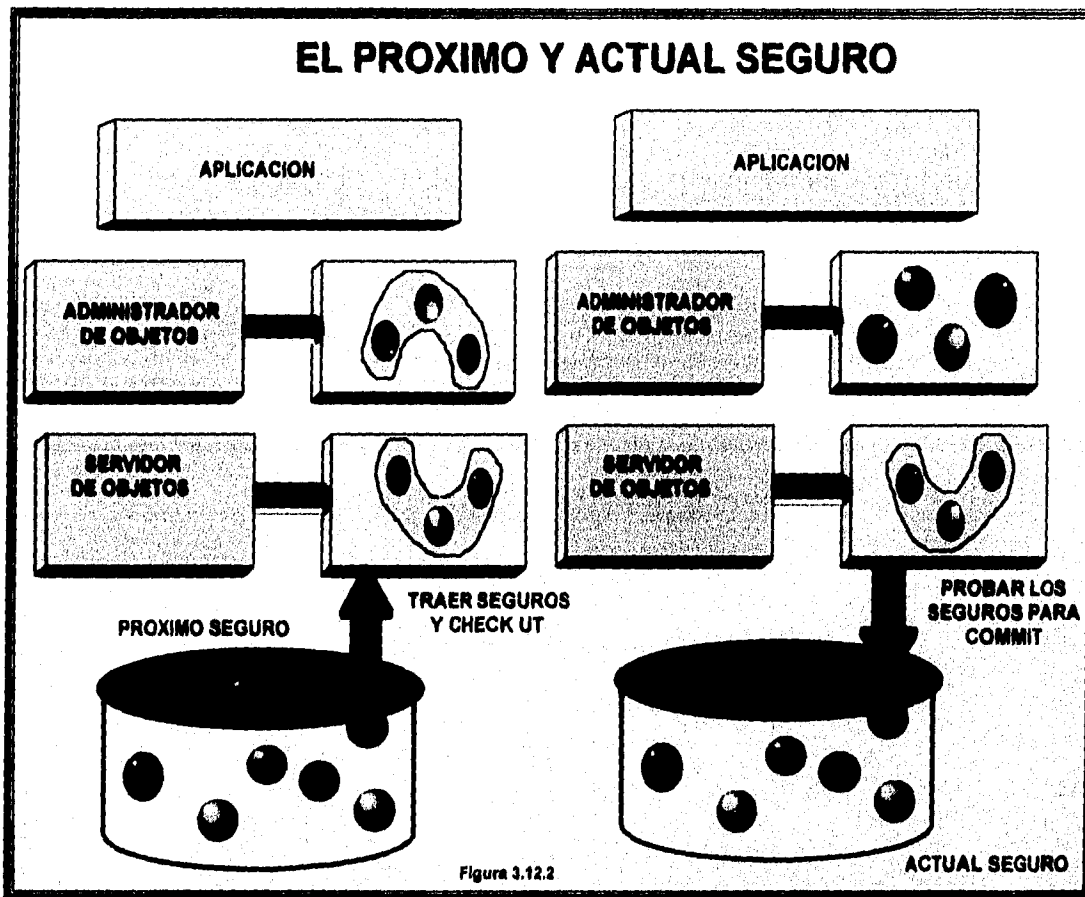 EL PROXIMO Y ACTUAL SEGURO
APLICACION
ADMINISTRADOR
DE OBJETOS
SERVIDOR
DE OBJETOS
PROXIMO SEGURO
TRAER SEGUROS
Y CHECK UT
APLICACION
ADMINISTRADOR
DE OBJETOS
SERVIDOR
DE OBJETOS
PROBAR LOS
SEGUROS PARA
COMMIT
ACTUAL SEGURO
Figura 3.12.2